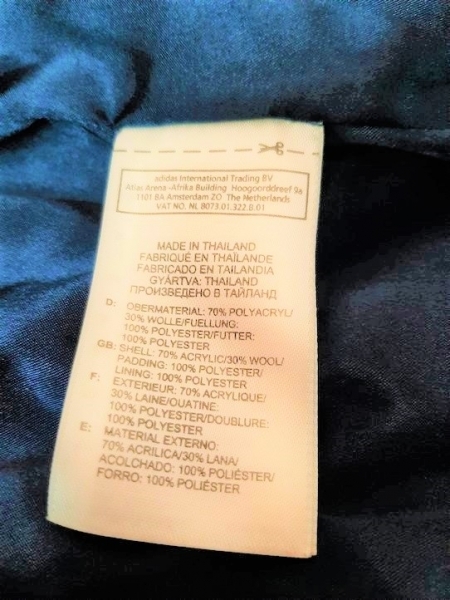 adidas International Trading BV
Atlas Arena -Afrika Building Hoogoorddreef 9a
1101 BA Amsterdam ZO The Netherlands
VAT NO. NL 8073.01.322.B.01
MADE IN THAILAND
FABRIQUÉ EN THAÏLANDE
FABRICADO EN TAILANDIA
GYÁRTVA: THAILAND
ПРОИЗВЕДЕНО В ТАЙЛАНД
D: OBERMATERIAL: 70% POLYACRYL/
30% WOLLE/FUELLUNG:
100% POLYESTER/FUTTER:
100% POLYESTER
GB: SHELL: 70% ACRYLIC/30% WOOL/
PADDING: 100% POLYESTER/
LINING: 100% POLYESTER
F: EXTERIEUR: 70% ACRYLIQUE/
30% LAINE/OUATINE:
100% POLYESTER/DOUBLURE:
100% POLYESTER
E: MATERIAL EXTERNO:
70% ACRILICA/30% LANA/
ACOLCHADO: 100% POLIÉSTER/
FORRO: 100% POLIÉSTER